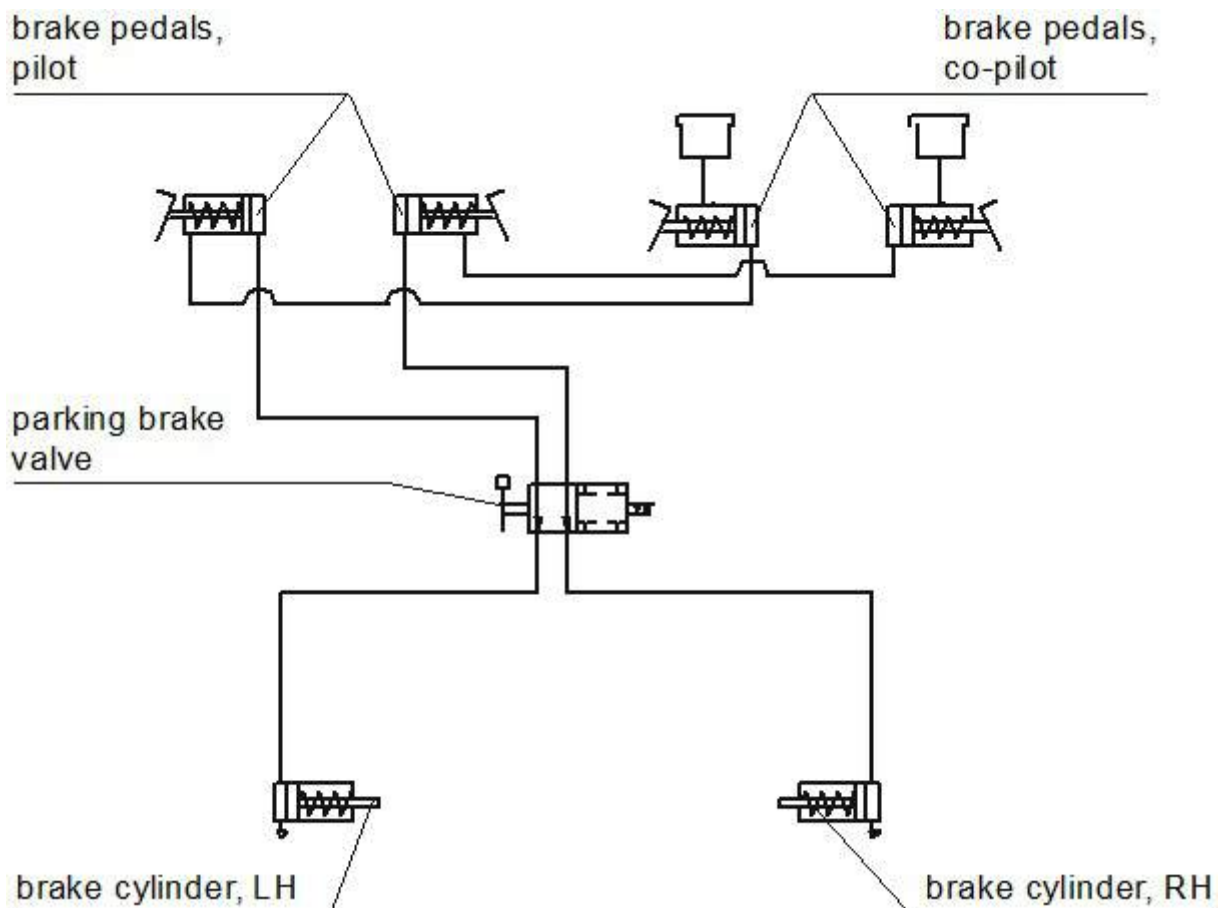 brake pedals,
pilot
brake pedals,
co-pilot
parking brake
valve
brake cylinder, LH
brake cylinder, RH